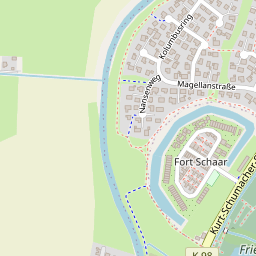 Kolumbusring
Magellanstraße
Nansenweg
Fort Schaar
Kurt-Schumacher-S
K 98
Frie